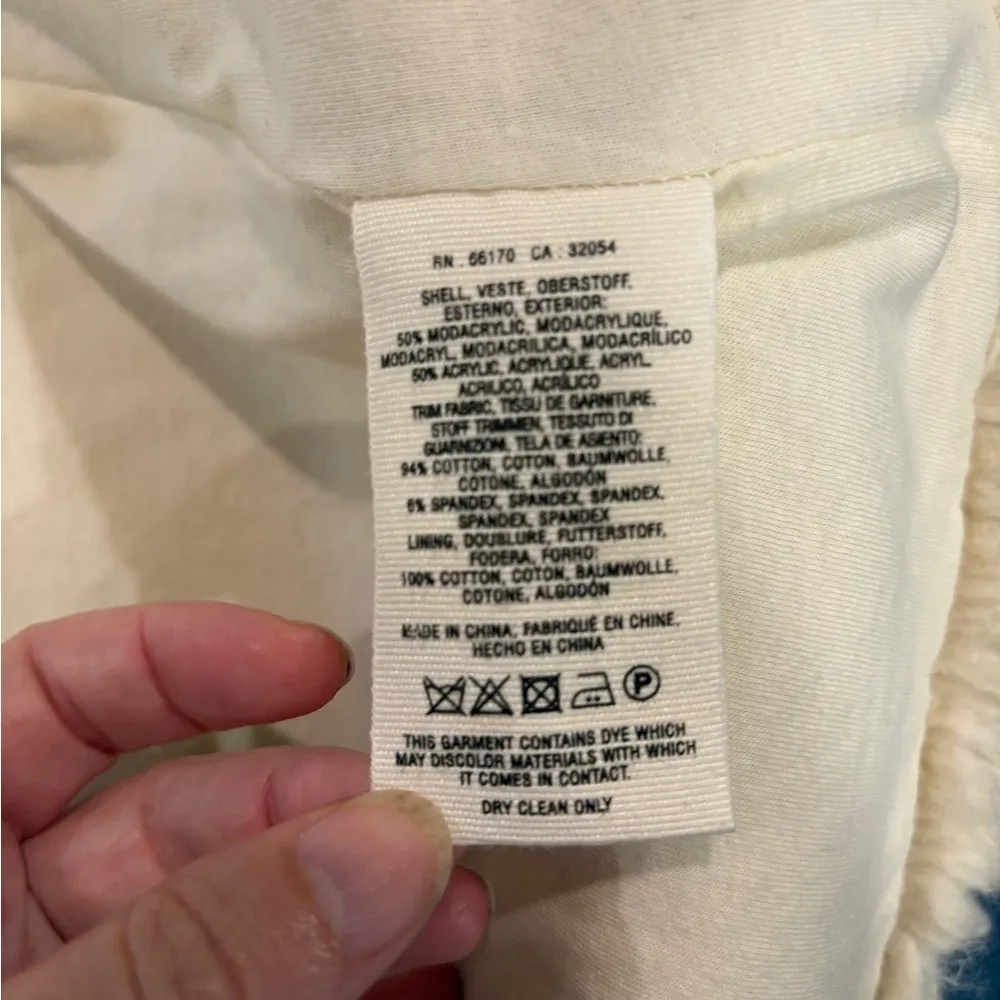 RN : 66170 CA : 32054
SHELL, VESTE, OBERSTOFF,
ESTERNO, EXTERIOR:
50% MODACRYLIC, MODACRYLIQUE,
MODACRYL, MODACRILICA, MODACRÍLICO
50% ACRYLIC, ACRYLIQUE, ACRYL,
ACRILICO, ACRÍLICO
TRIM FABRIC, TISSU DE GARNITURE,
STOFF TRIMMEN, TESSUTO DI
GUARNIZIONI, TELA DE ASIENTO:
94% COTTON, COTON, BAUMWOLLE,
COTONE, ALGODÓN
6% SPANDEX, SPANDEX, SPANDEX,
SPANDEX, SPANDEX
LINING, DOUBLURE, FUTTERSTOFF,
FODERA, FORRO:
100% COTTON, COTON, BAUMWOLLE,
COTONE, ALGODÓN
MADE IN CHINA, FABRIQUÉ EN CHINE,
HECHO EN CHINA
P
THIS GARMENT CONTAINS DYE WHICH
MAY DISCOLOR MATERIALS WITH WHICH
IT COMES IN CONTACT.
DRY CLEAN ONLY